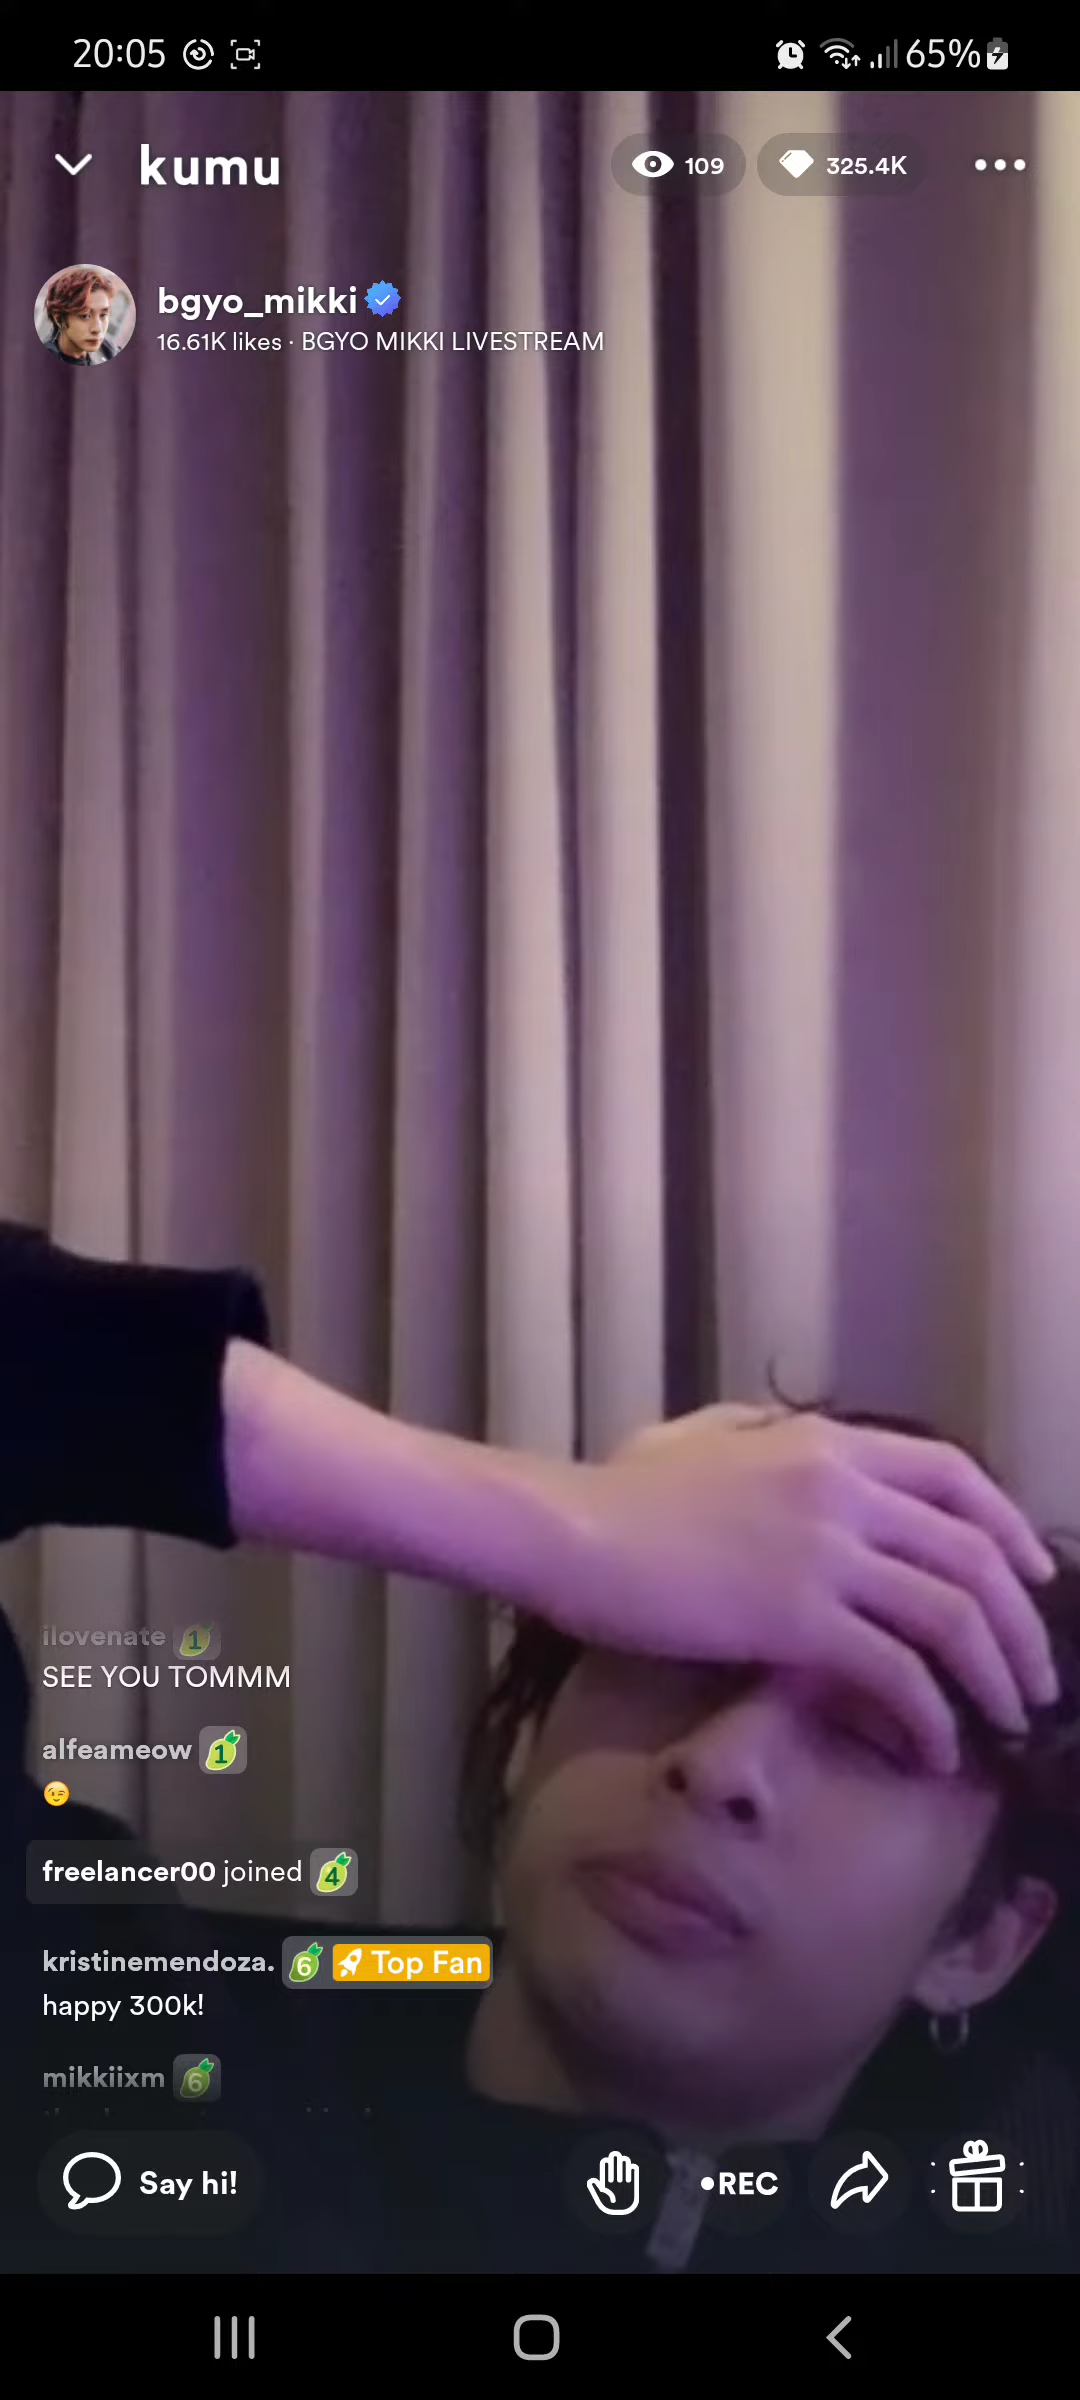 20:05
65%
kumu
109
325.4K
bgyo_mikki
16.61K likes · BGYO MIKKI LIVESTREAM
ilovenate 1
SEE YOU TOMMM
alfeameow 1
😉
freelancer00 joined 4
kristinemendoza. 6 Top Fan
happy 300k!
mikkiixm 6
Say hi!
•REC